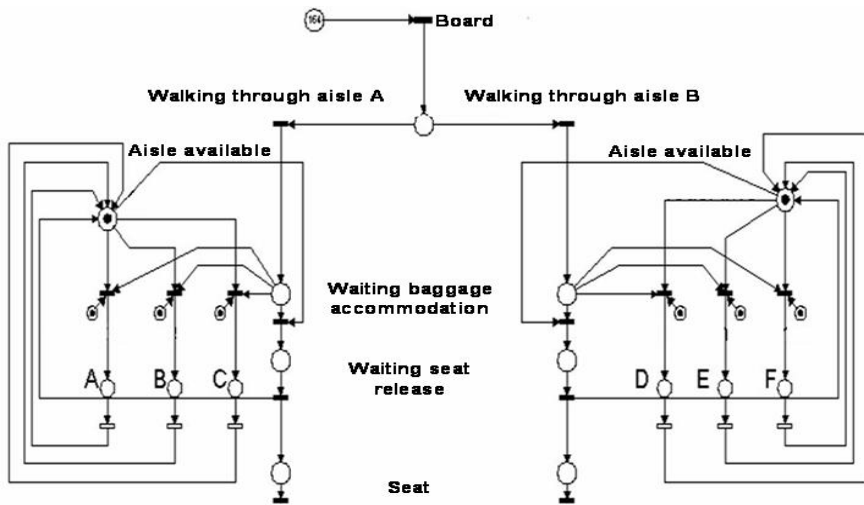 164
Board
Walking through aisle A
Walking through aisle B
Aisle available
Aisle available
Waiting baggage
accommodation
Waiting seat
release
A
B
C
D
E
F
Seat